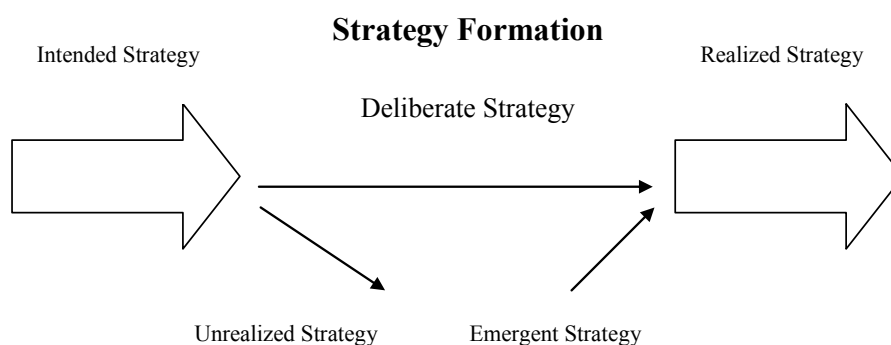 Strategy Formation
Intended Strategy
Realized Strategy
Deliberate Strategy
Unrealized Strategy
Emergent Strategy